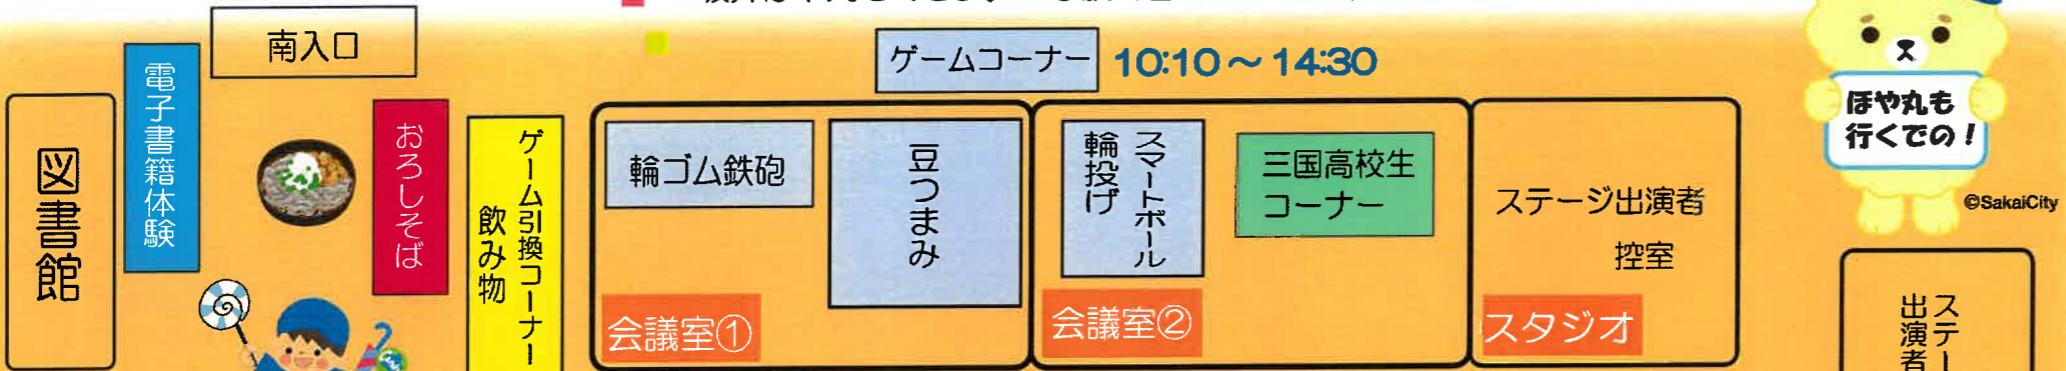 南入口
ゲームコーナー 10:10～14:30
図書館
電子書籍体験
おろしそば
ゲーム引換コーナー
飲み物
輪ゴム鉄砲
豆つまみ
会議室①
スマートボール
輪投げ
三国高校生
コーナー
会議室②
ステージ出演者
控室
スタジオ
ほや丸も
行くでの！
©SakaiCity
ステー
出演者